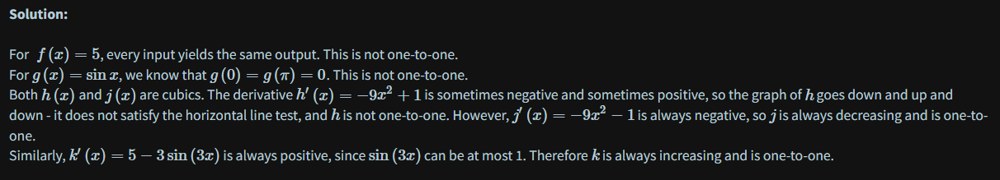 Solution:
For f(x) = 5, every input yields the same output. This is not one-to-one.
For g(x) = sin x, we know that g(0) = g(π) = 0. This is not one-to-one.
Both h(x) and j(x) are cubics. The derivative h′(x) = −9x² + 1 is sometimes negative and sometimes positive, so the graph of h goes down and up and
down - it does not satisfy the horizontal line test, and h is not one-to-one. However, j′(x) = −9x² − 1 is always negative, so j is always decreasing and is one-to-
one.
Similarly, k′(x) = 5 − 3 sin(3x) is always positive, since sin(3x) can be at most 1. Therefore k is always increasing and is one-to-one.